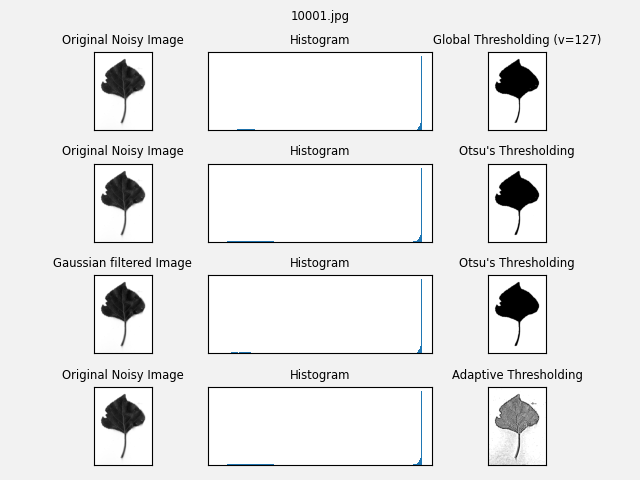 10001.jpg
Original Noisy Image Histogram Global Thresholding (v=127)
Original Noisy Image Histogram Otsu's Thresholding
Gaussian filtered Image Histogram Otsu's Thresholding
Original Noisy Image Histogram Adaptive Thresholding